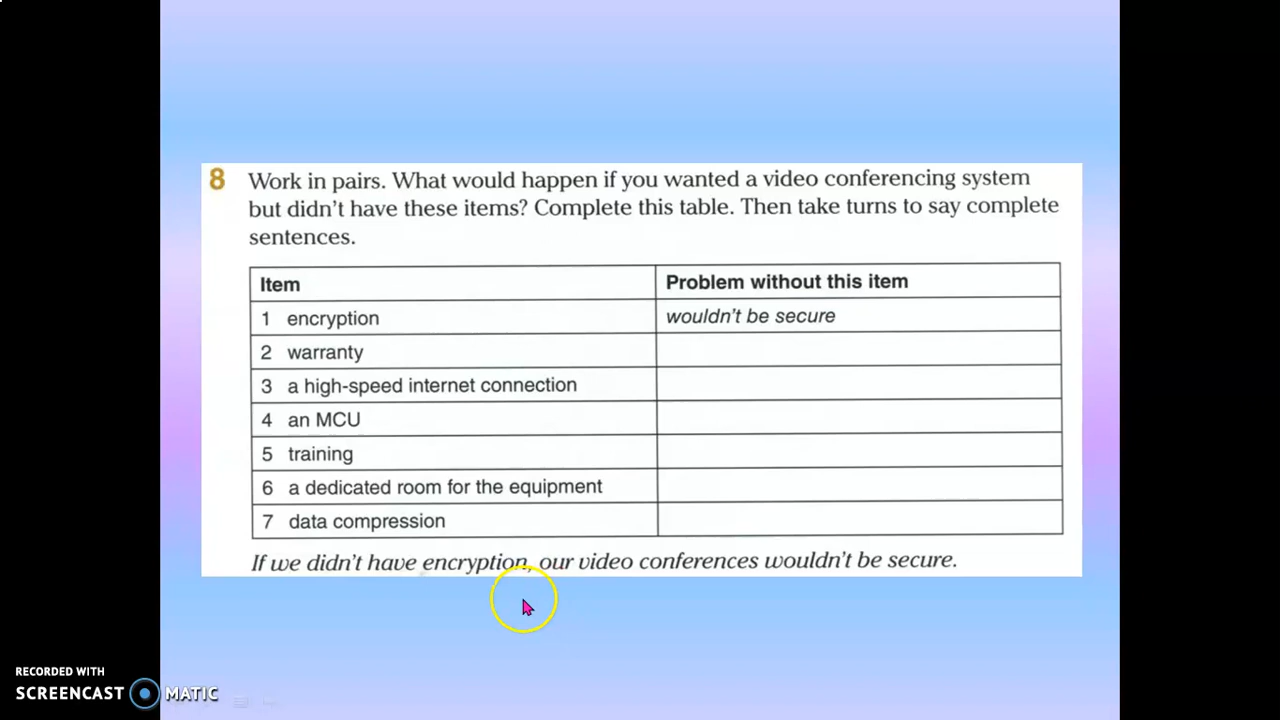 8 Work in pairs. What would happen if you wanted a video conferencing system
but didn't have these items? Complete this table. Then take turns to say complete
sentences.
Item Problem without this item
1 encryption wouldn't be secure
2 warranty
3 a high-speed internet connection
4 an MCU
5 training
6 a dedicated room for the equipment
7 data compression
If we didn't have encryption, our video conferences wouldn't be secure.
RECORDED WITH
SCREENCAST MATIC